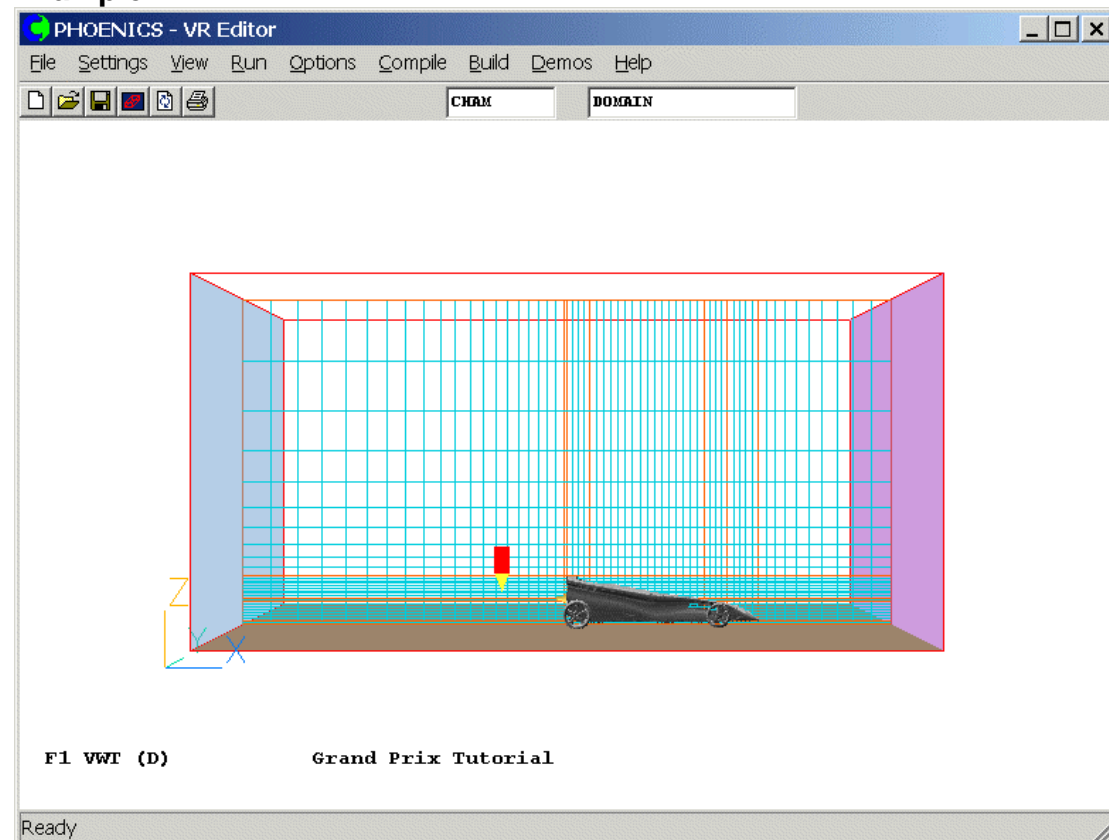 PHOENICS - VR Editor
File Settings View Run Options Compile Build Demos Help
CHAM DOMAIN
Z
Y
X
F1 VWT (D) Grand Prix Tutorial
Ready